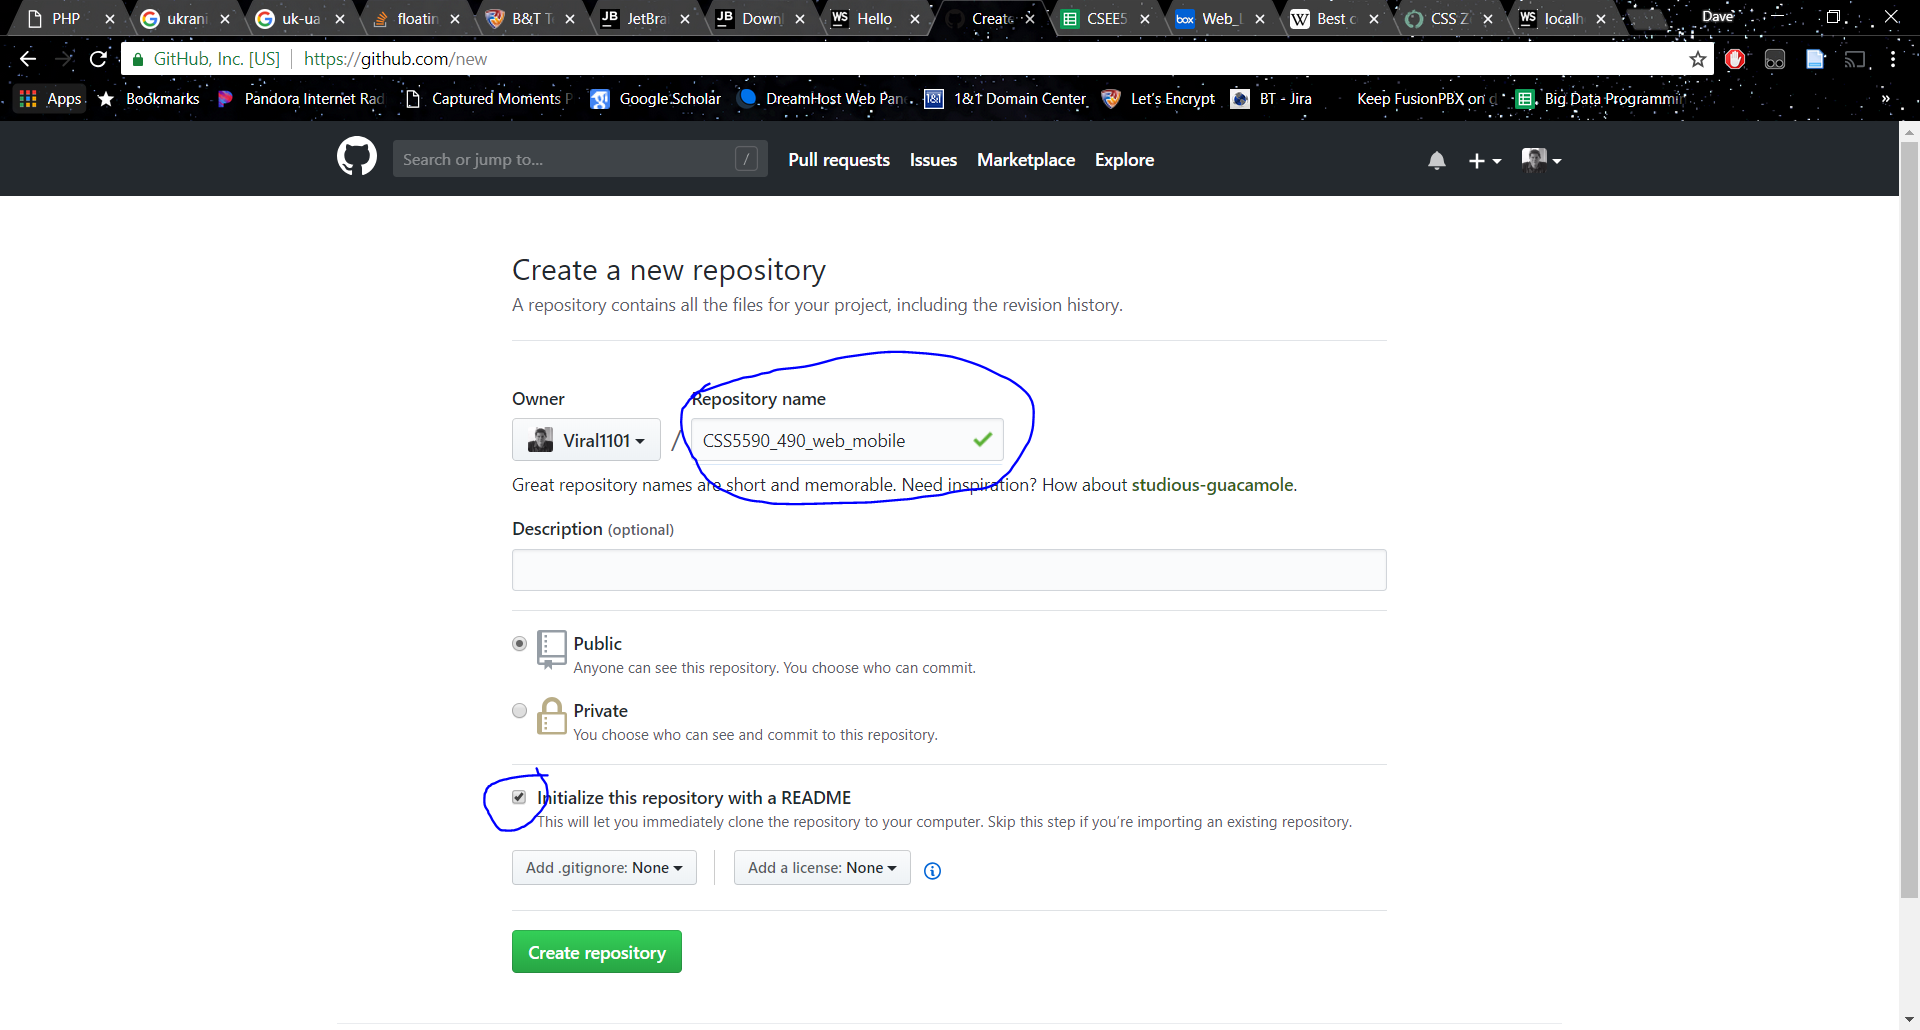 PHP
ukrani
uk-ua
floatin
B&T T
JetBra
Down
Hello
Create
CSEE5
Web_
Best c
CSS Z
localh
Dave
GitHub, Inc. [US]
https://github.com/new
Apps
Bookmarks
Pandora Internet Rad
Captured Moments P
Google Scholar
DreamHost Web Pan
1&1 Domain Center
Let's Encrypt
BT - Jira
Keep FusionPBX on
Big Data Programmi
»
Search or jump to... /
Pull requests
Issues
Marketplace
Explore
Create a new repository
A repository contains all the files for your project, including the revision history.
Owner
Repository name
Viral1101
/
CSS5590_490_web_mobile
Great repository names are short and memorable. Need inspiration? How about studious-guacamole.
Description (optional)
Public
Anyone can see this repository. You choose who can commit.
Private
You choose who can see and commit to this repository.
Initialize this repository with a README
This will let you immediately clone the repository to your computer. Skip this step if you're importing an existing repository.
Add .gitignore: None
Add a license: None
Create repository